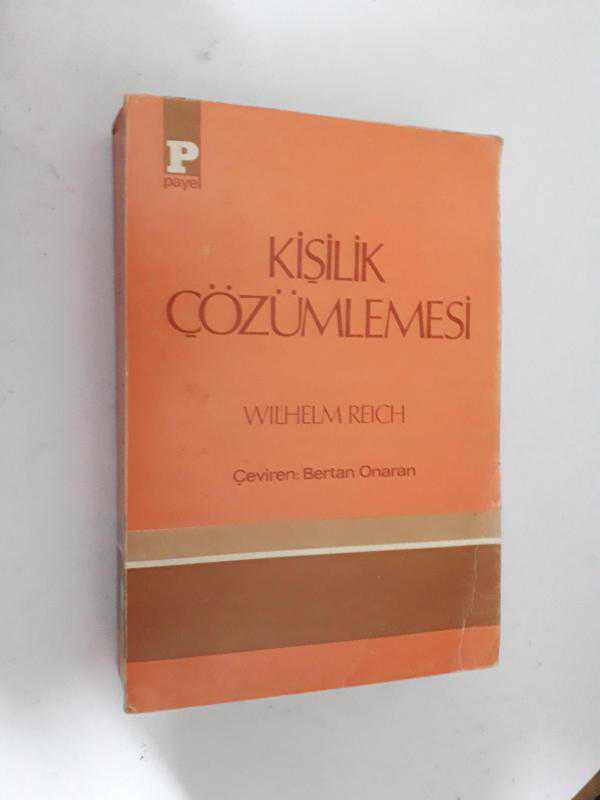 P
payel
KİŞİLİK
ÇÖZÜMLEMESİ
WILHELM REICH
Çeviren: Bertan Onaran